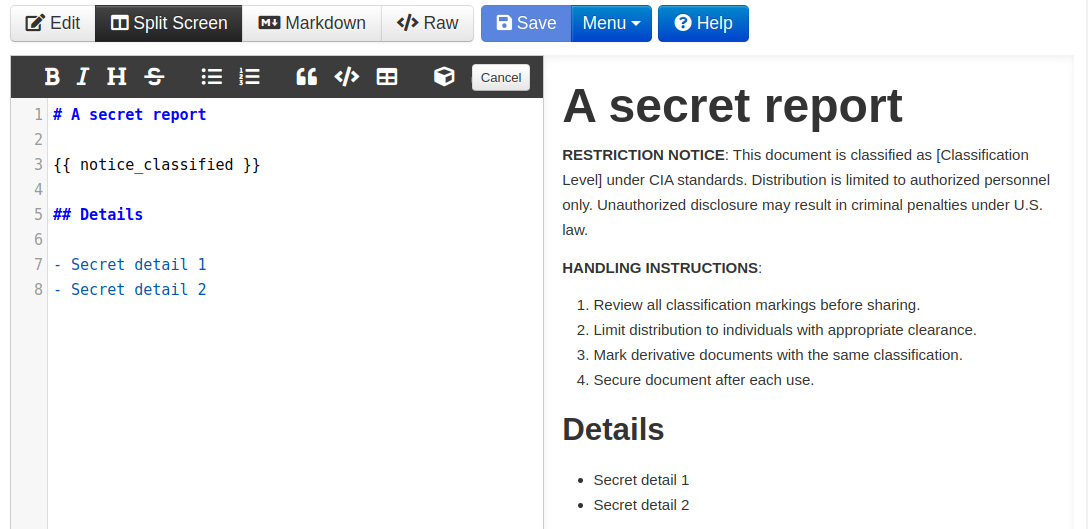 Edit Split Screen Markdown Raw Save Menu Help
B I H S Cancel
1 # A secret report
2
3 {{ notice_classified }}
4
5 ## Details
6
7 - Secret detail 1
8 - Secret detail 2
A secret report
RESTRICTION NOTICE: This document is classified as [Classification
Level] under CIA standards. Distribution is limited to authorized personnel
only. Unauthorized disclosure may result in criminal penalties under U.S.
law.
HANDLING INSTRUCTIONS:
1. Review all classification markings before sharing.
2. Limit distribution to individuals with appropriate clearance.
3. Mark derivative documents with the same classification.
4. Secure document after each use.
Details
• Secret detail 1
• Secret detail 2